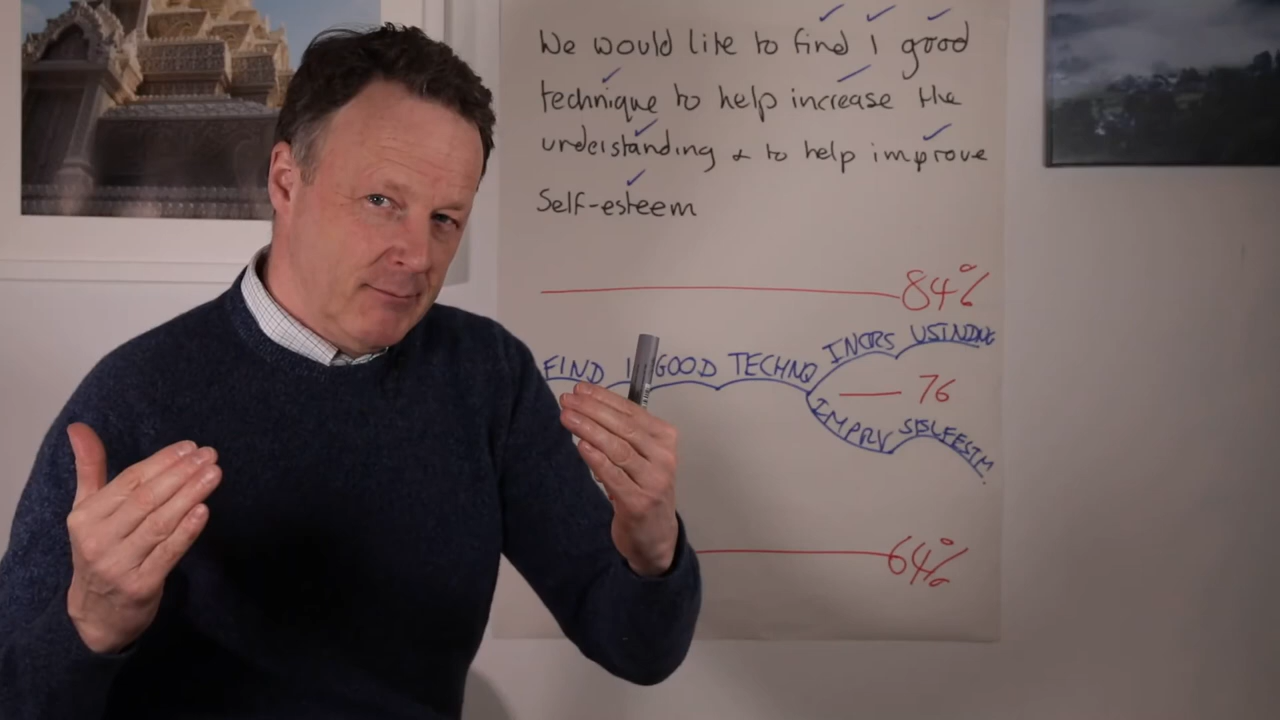 We would like to find 1 good
technique to help increase the
understanding & to help improve
Self-esteem
84%
INCRS USTNDNG
FIND 1 GOOD TECHNQ
76
IMPRV SELFESTM
64%